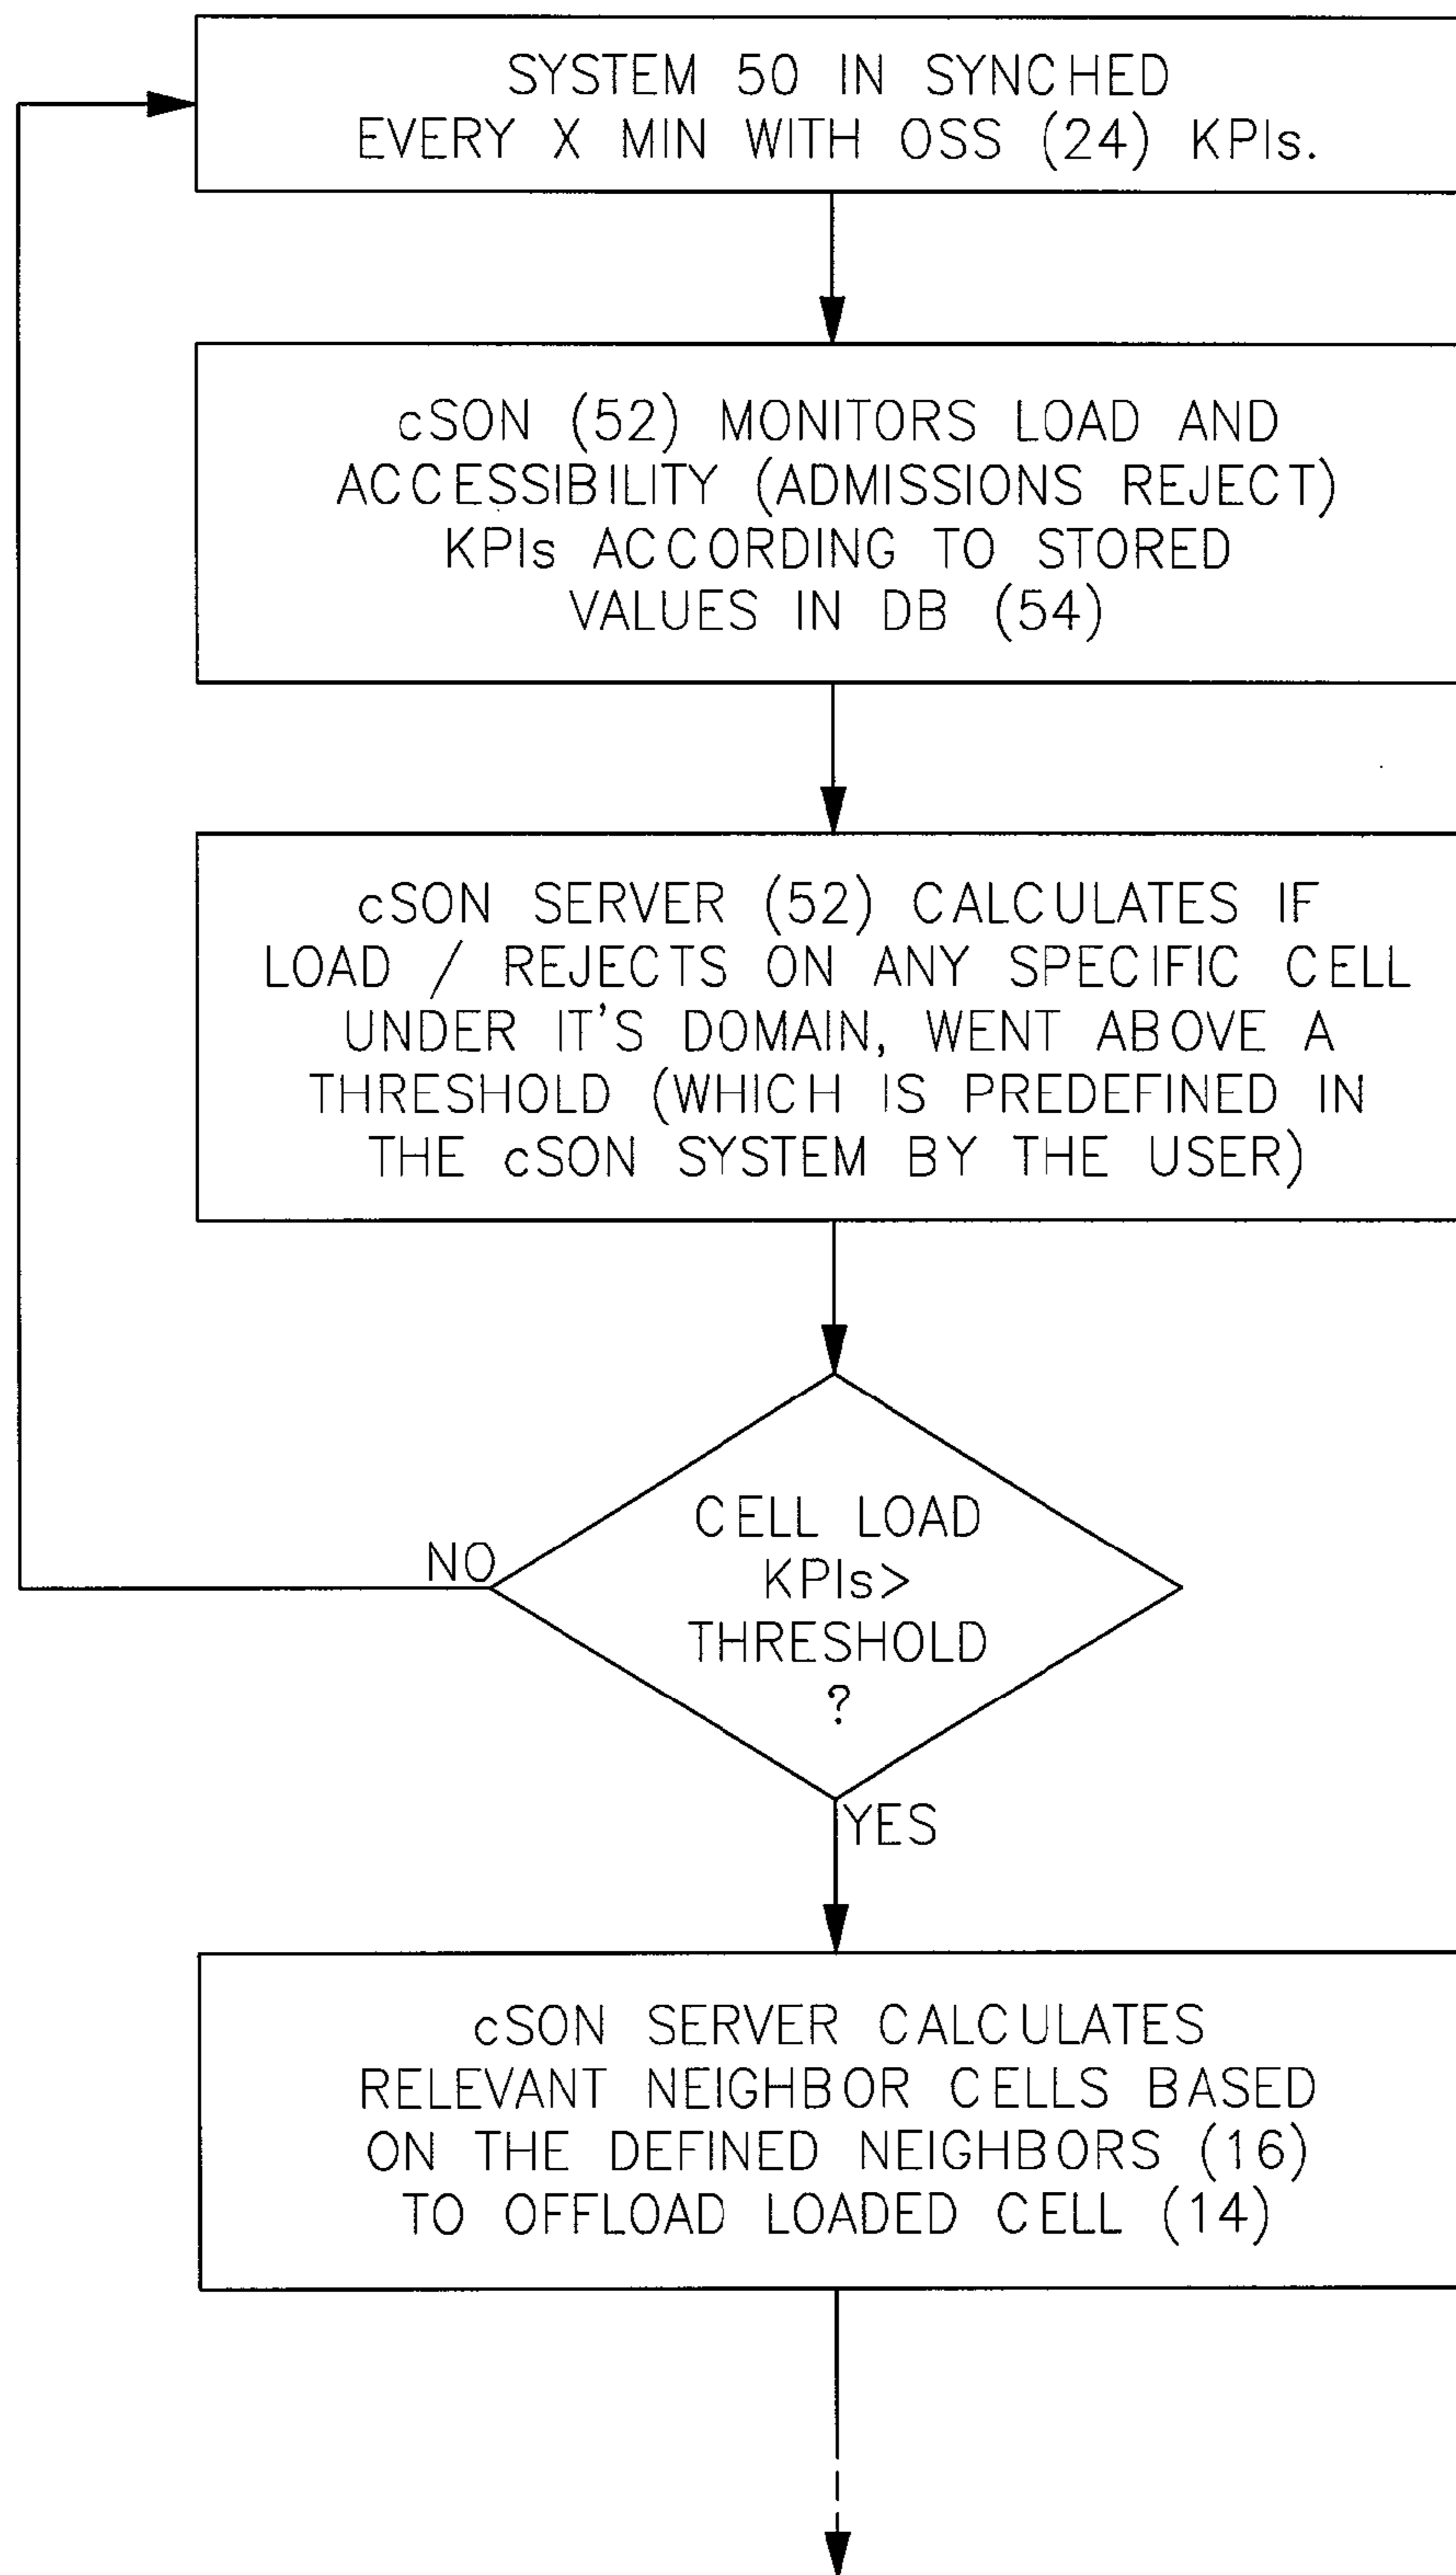 SYSTEM 50 IN SYNCHED
EVERY X MIN WITH OSS (24) KPIs.
cSON (52) MONITORS LOAD AND
ACCESSIBILITY (ADMISSIONS REJECT)
KPIs ACCORDING TO STORED
VALUES IN DB (54)
cSON SERVER (52) CALCULATES IF
LOAD / REJECTS ON ANY SPECIFIC CELL
UNDER IT'S DOMAIN, WENT ABOVE A
THRESHOLD (WHICH IS PREDEFINED IN
THE cSON SYSTEM BY THE USER)
CELL LOAD
KPIs>
THRESHOLD
?
NO
YES
cSON SERVER CALCULATES
RELEVANT NEIGHBOR CELLS BASED
ON THE DEFINED NEIGHBORS (16)
TO OFFLOAD LOADED CELL (14)